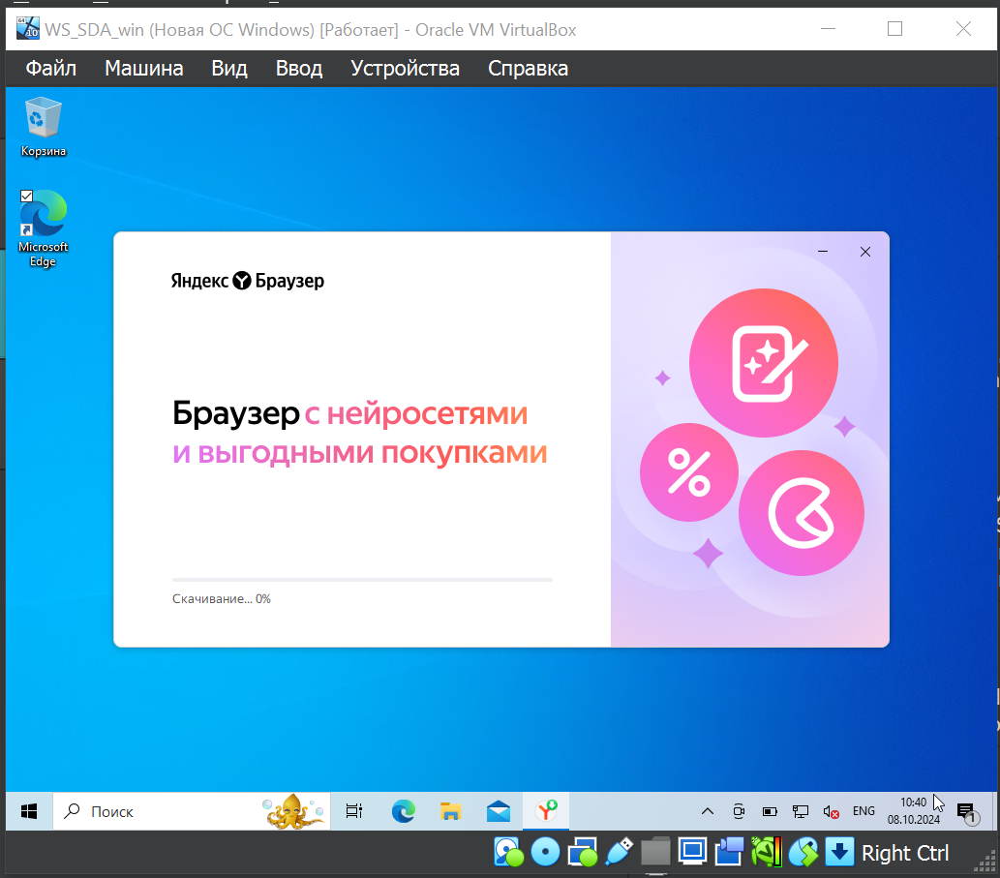 WS_SDA_win (Новая ОС Windows) [Работает] - Oracle VM VirtualBox
Файл Машина Вид Ввод Устройства Справка
Корзина
Microsoft
Edge
Яндекс Браузер
Браузер с нейросетями
и выгодными покупками
Скачивание... 0%
Поиск
ENG
10:40
08.10.2024
1
Right Ctrl